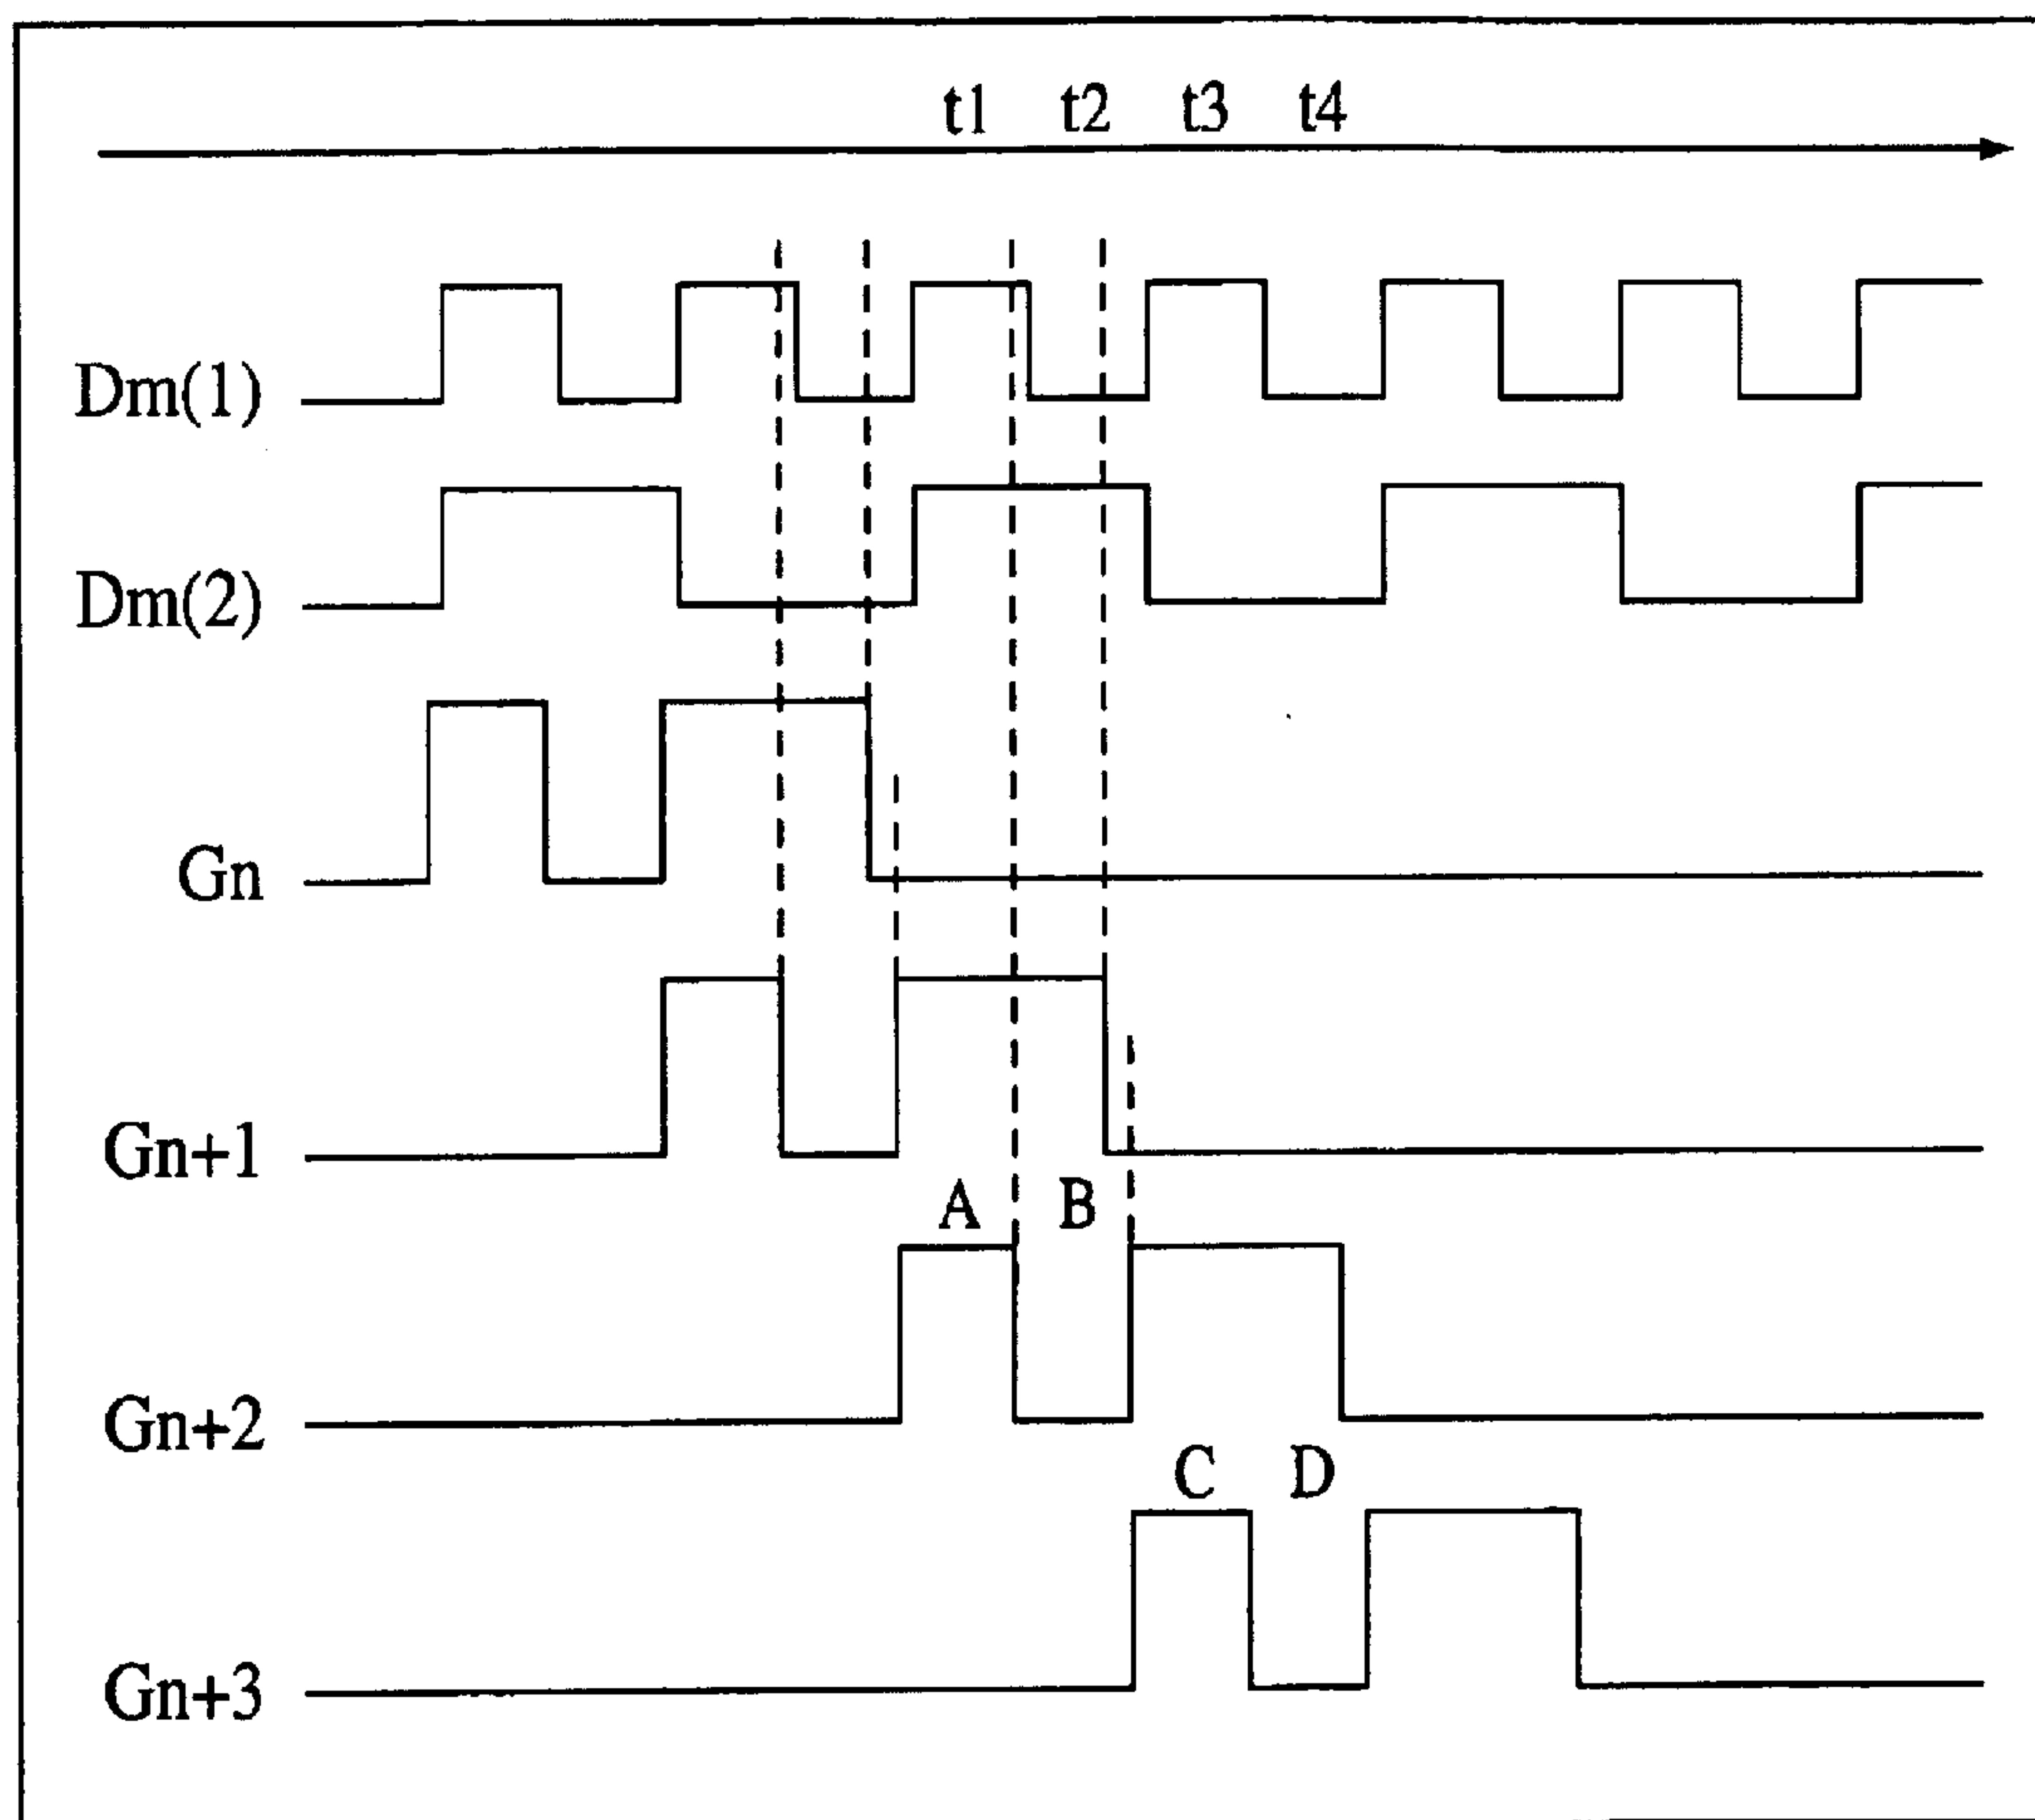 t1 t2 t3 t4
Dm(1)
Dm(2)
Gn
Gn+1
A B
Gn+2
C D
Gn+3